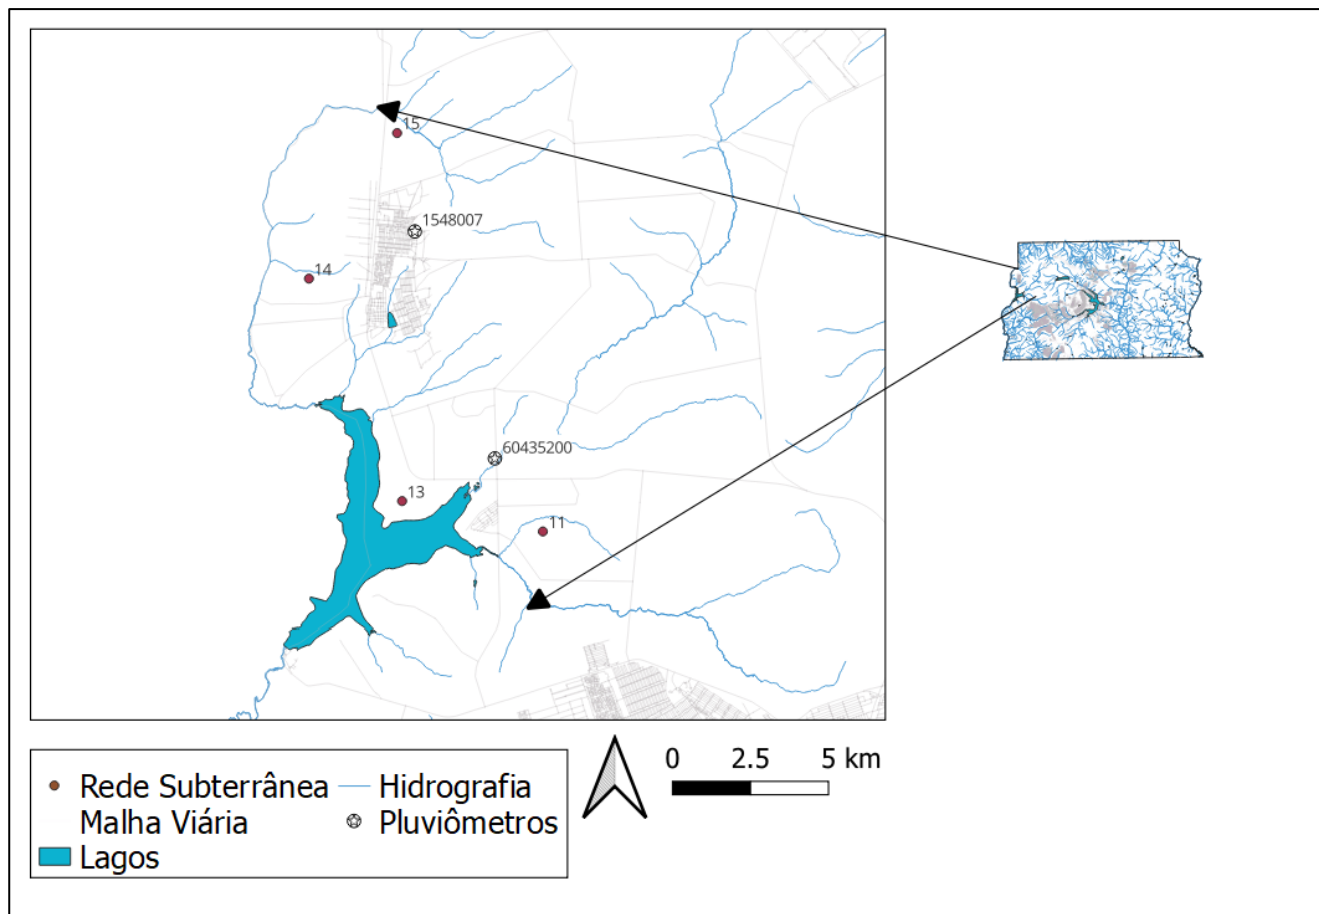 15
1548007
14
60435200
13
11
0 2.5 5 km
Rede Subterrânea
Hidrografia
Malha Viária
Pluviômetros
Lagos